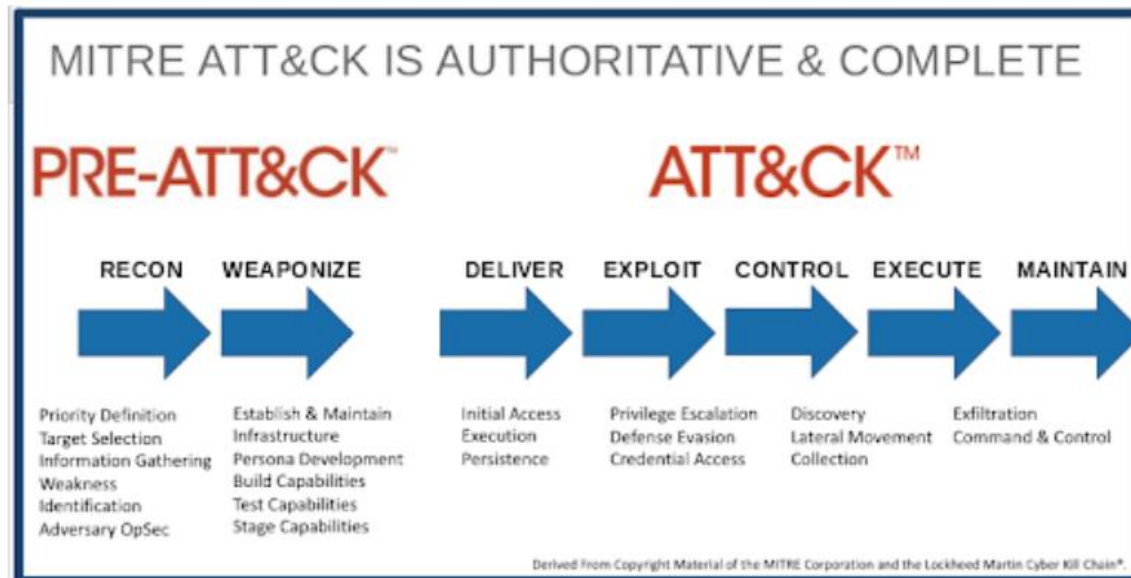 MITRE ATT&CK IS AUTHORITATIVE & COMPLETE
PRE-ATT&CK™
ATT&CK™
RECON
WEAPONIZE
DELIVER
EXPLOIT
CONTROL
EXECUTE
MAINTAIN
Priority Definition
Target Selection
Information Gathering
Weakness
Identification
Adversary OpSec
Establish & Maintain
Infrastructure
Persona Development
Build Capabilities
Test Capabilities
Stage Capabilities
Initial Access
Execution
Persistence
Privilege Escalation
Defense Evasion
Credential Access
Discovery
Lateral Movement
Collection
Exfiltration
Command & Control
Derived From Copyright Material of the MITRE Corporation and the Lockheed Martin Cyber Kill Chain®.